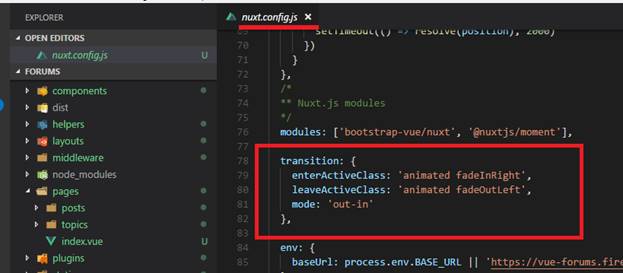 EXPLORER
OPEN EDITORS
nuxt.config.js U
FORUMS
components
dist
helpers
layouts
middleware
node_modules
pages
posts
topics
index.vue U
plugins
nuxt.config.js
69 setTimeout(() => resolve(position), 2000)
70 })
71 }
72 },
73 /*
74 ** Nuxt.js modules
75 */
76 modules: ['bootstrap-vue/nuxt', '@nuxtjs/moment'],
77
78 transition: {
79 enterActiveClass: 'animated fadeInRight',
80 leaveActiveClass: 'animated fadeOutLeft',
81 mode: 'out-in'
82 },
83
84 env: {
85 baseUrl: process.env.BASE_URL || 'https://vue-forums.fire